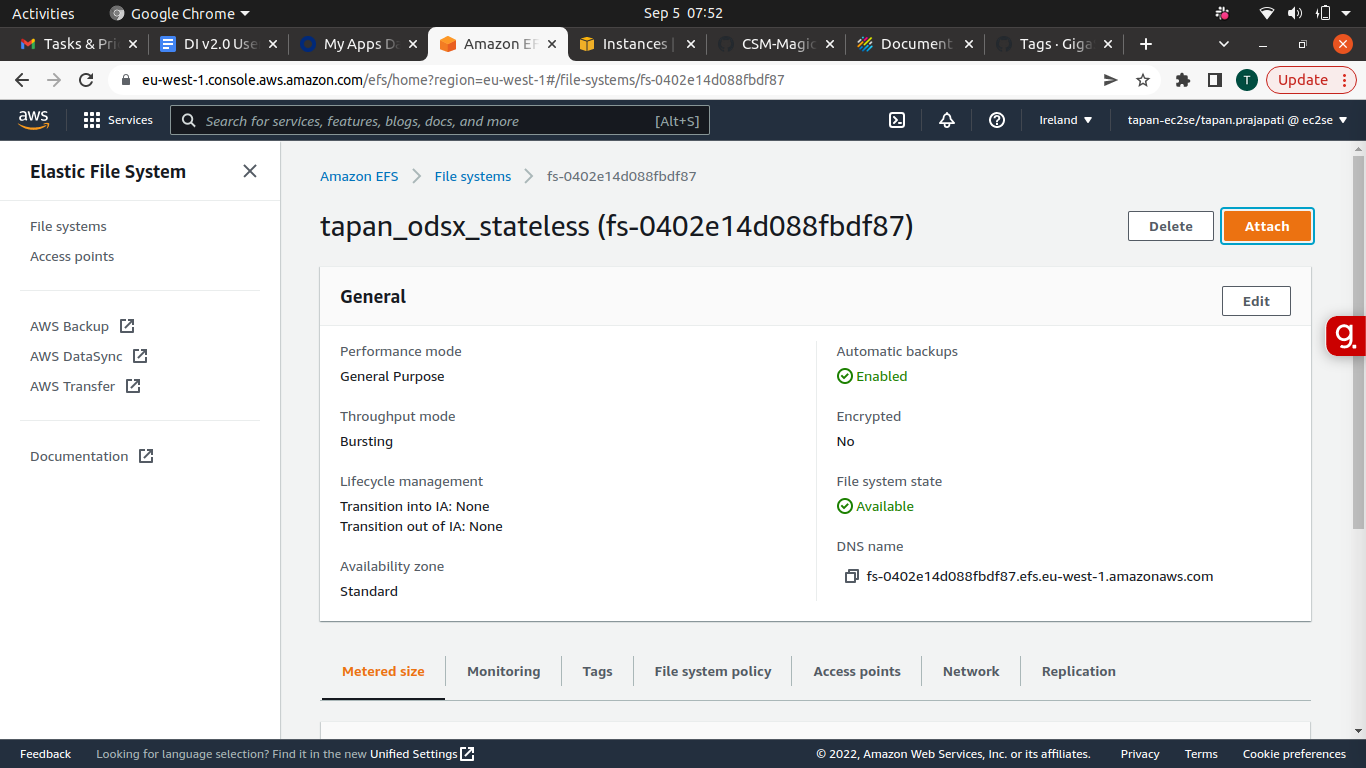 Activities
Google Chrome
Sep 5 07:52
Tasks & Pri
DI v2.0 Use
My Apps Da
Amazon EF
Instances |
CSM-Magic
Document
Tags · Giga
eu-west-1.console.aws.amazon.com/efs/home?region=eu-west-1#/file-systems/fs-0402e14d088fbdf87
T
Update
aws
Services
Search for services, features, blogs, docs, and more
[Alt+S]
Ireland
tapan-ec2se/tapan.prajapati @ ec2se
Elastic File System
File systems
Access points
AWS Backup
AWS DataSync
AWS Transfer
Documentation
Amazon EFS
File systems
fs-0402e14d088fbdf87
tapan_odsx_stateless (fs-0402e14d088fbdf87)
Delete
Attach
General
Edit
Performance mode
General Purpose
Throughput mode
Bursting
Lifecycle management
Transition into IA: None
Transition out of IA: None
Availability zone
Standard
Automatic backups
Enabled
Encrypted
No
File system state
Available
DNS name
fs-0402e14d088fbdf87.efs.eu-west-1.amazonaws.com
g.
Metered size
Monitoring
Tags
File system policy
Access points
Network
Replication
Feedback
Looking for language selection? Find it in the new Unified Settings
© 2022, Amazon Web Services, Inc. or its affiliates.
Privacy
Terms
Cookie preferences